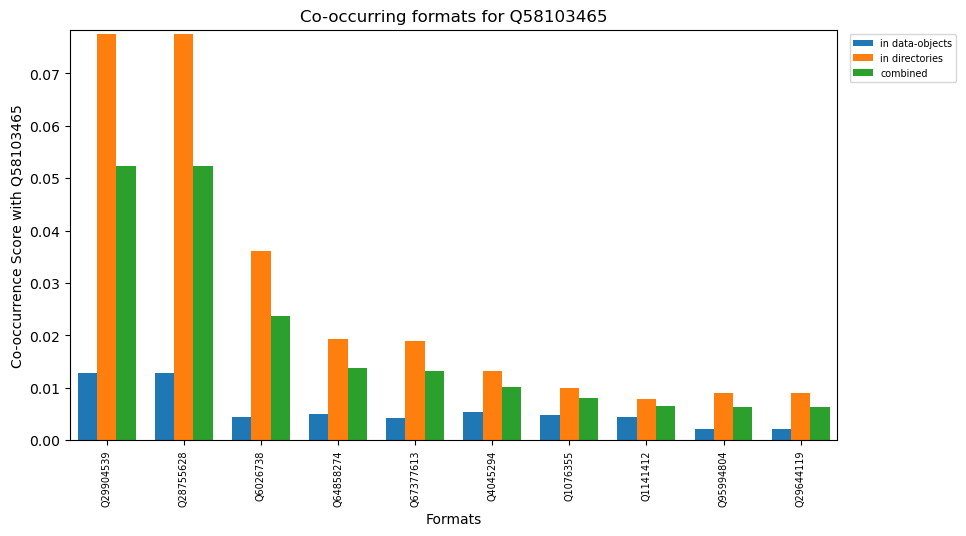 Co-occurring formats for Q58103465
in data-objects
in directories
combined
Co-occurrence Score with Q58103465
0.07
0.06
0.05
0.04
0.03
0.02
0.01
0.00
Q29904539
Q28755628
Q6026738
Q64858274
Q67377613
Q4045294
Q1076355
Q1141412
Q95994804
Q29644119
Formats